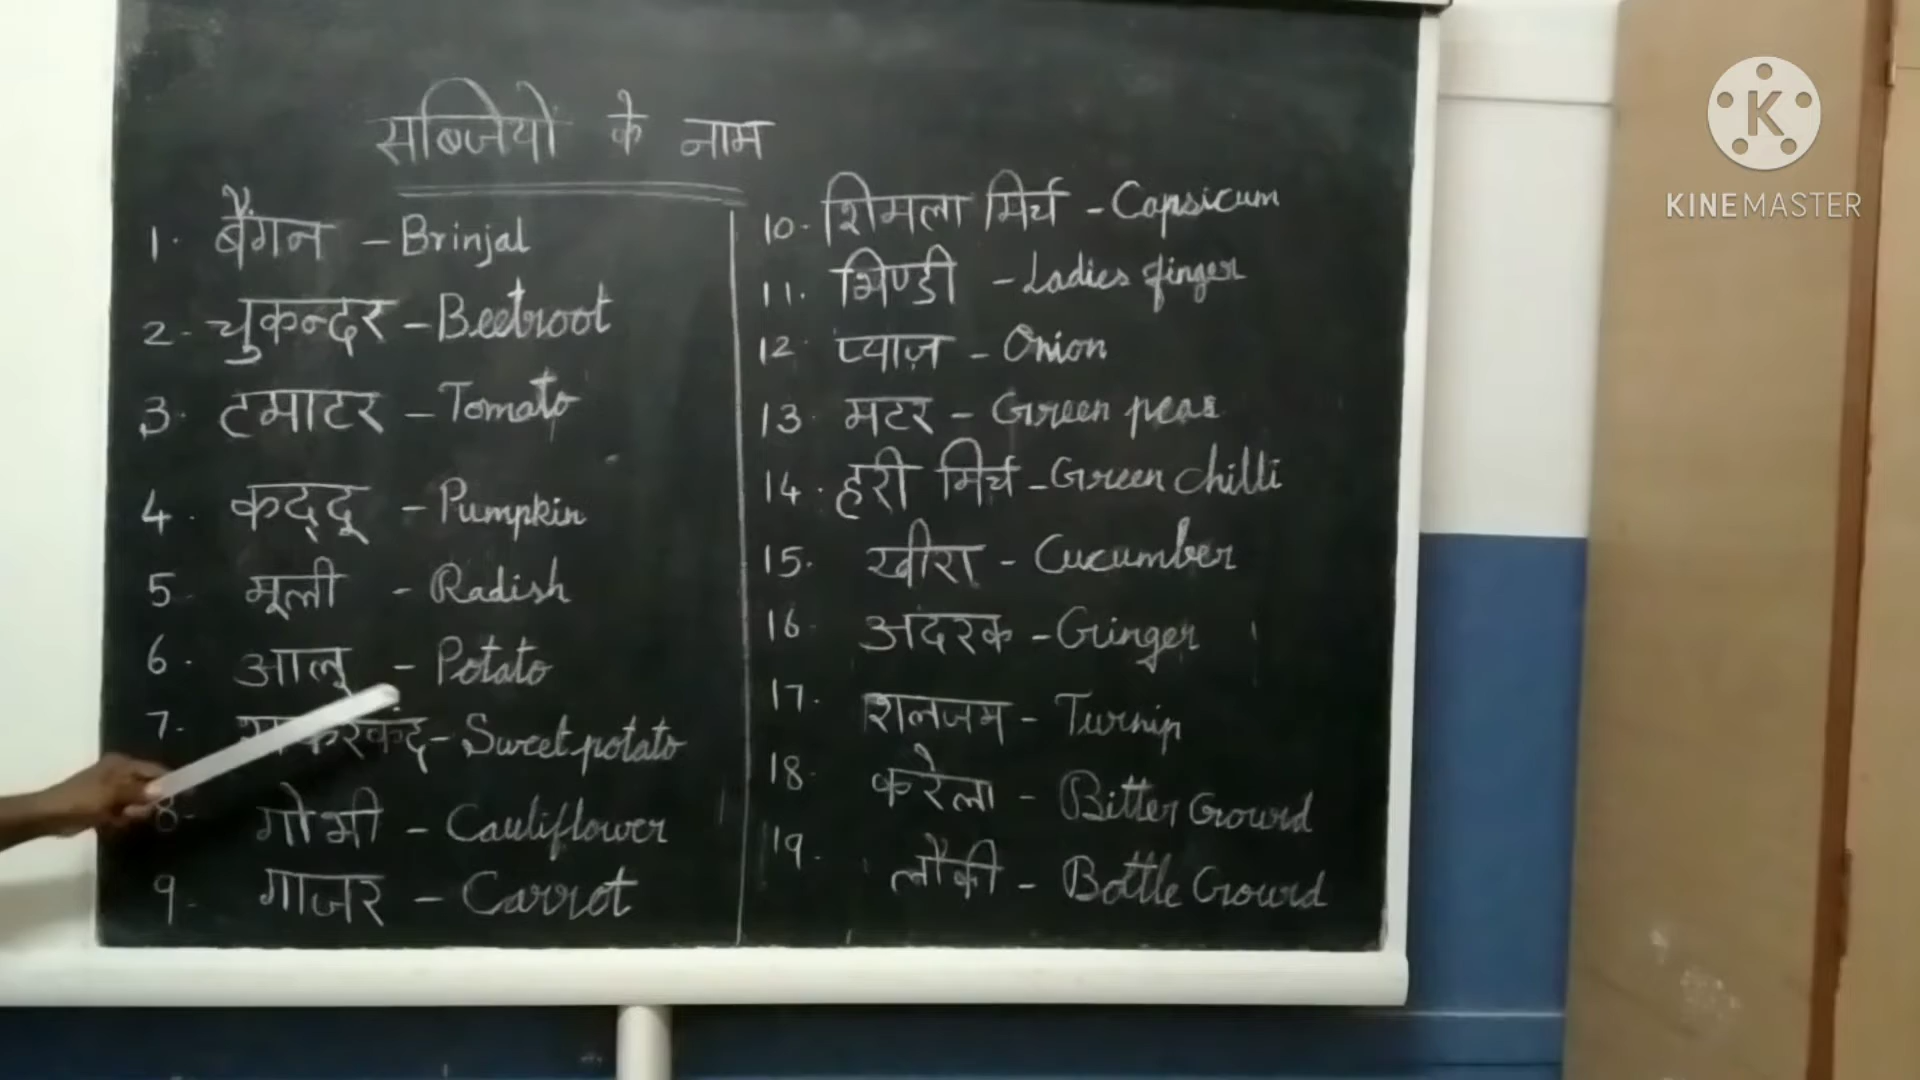 सब्जियों के नाम
1. बैंगन - Brinjal
2. चुकन्दर - Beetroot
3. टमाटर - Tomato
4. कद्‌दू - Pumpkin
5 मूली - Radish
6. आलू - Potato
7. शकरकंद - Sweet potato
8. गोभी - Cauliflower
9. गाजर - Carrot
10. शिमला मिर्च - Capsicum
11. भिण्डी - Ladies finger
12. प्याज़ - Onion
13. मटर - Green peas
14. हरी मिर्च - Green chilli
15. खीरा - Cucumber
16. अदरक - Ginger
17. शलजम - Turnip
18. करेला - Bitter Gourd
19. लौकी - Bottle Gourd
K
KINEMASTER